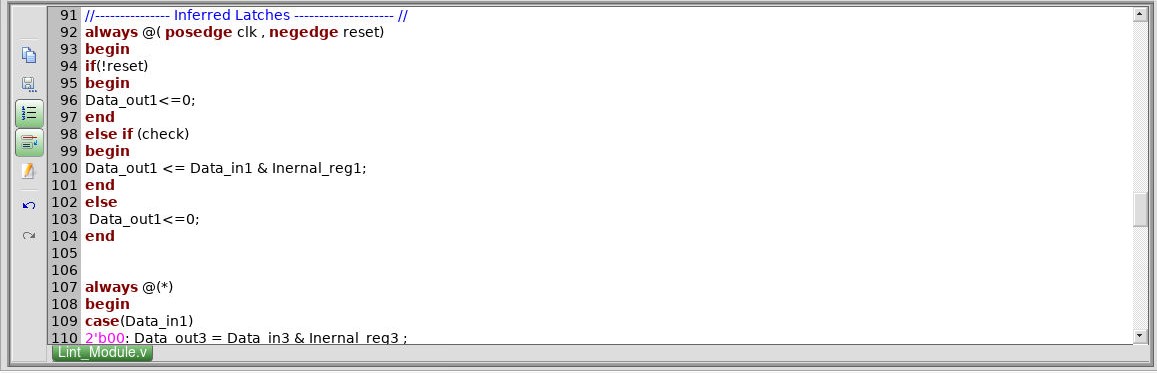 91 //--------------- Inferred Latches -------------------- //
92 always @( posedge clk , negedge reset)
93 begin
94 if(!reset)
95 begin
96 Data_out1<=0;
97 end
98 else if (check)
99 begin
100 Data_out1 <= Data_in1 & Inernal_reg1;
101 end
102 else
103  Data_out1<=0;
104 end
105
106
107 always @(*)
108 begin
109 case(Data_in1)
110 2'b00: Data_out3 = Data_in3 & Inernal_reg3 ;
Lint_Module.v